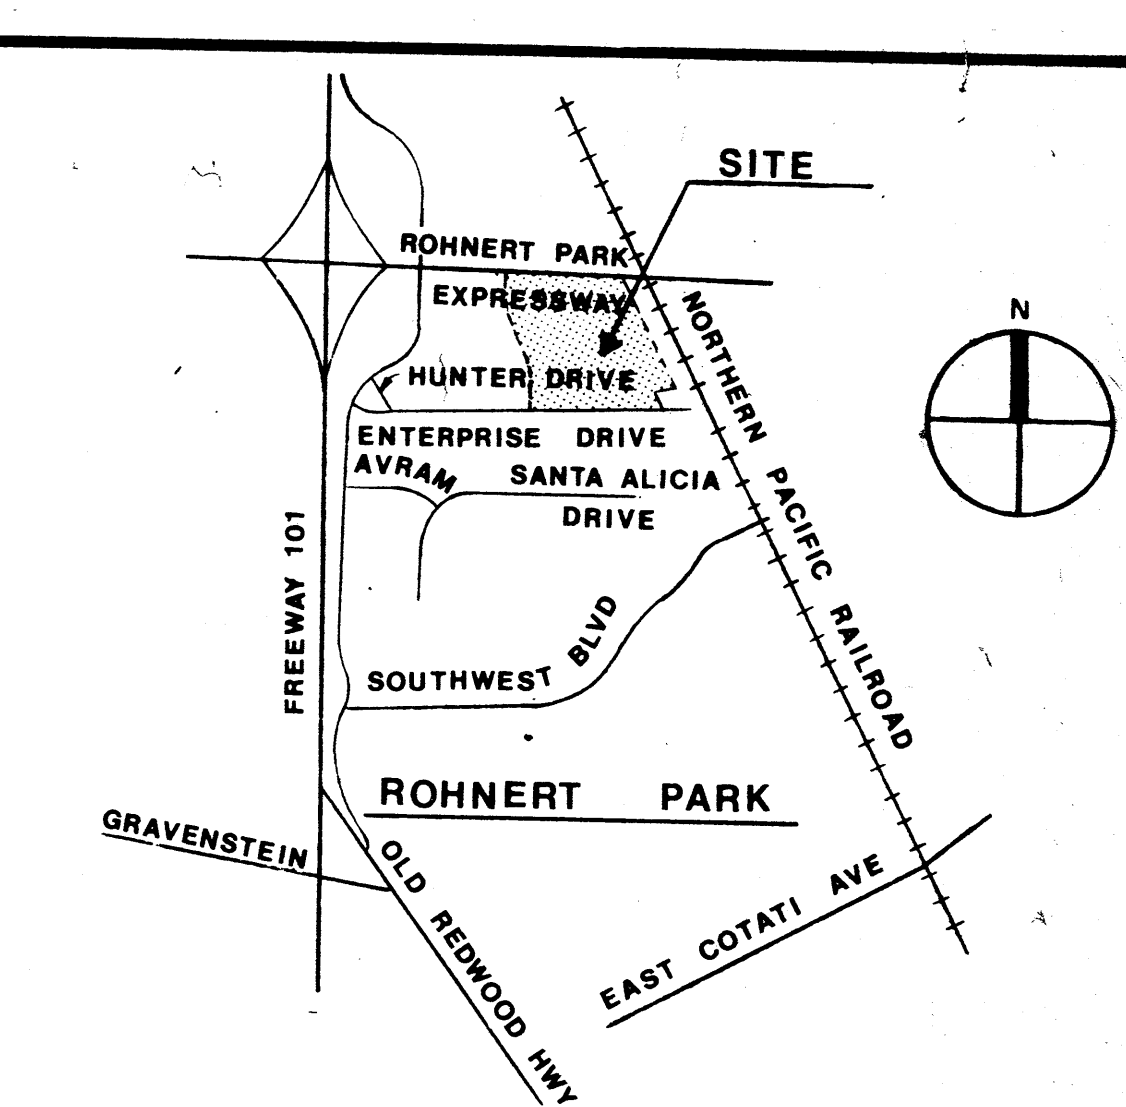 SITE
ROHNERT PARK
EXPRESSWAY
N
HUNTER DRIVE
ENTERPRISE DRIVE
AVRAM
SANTA ALICIA
DRIVE
NORTHERN PACIFIC RAILROAD
FREEWAY 101
SOUTHWEST BLVD
ROHNERT PARK
GRAVENSTEIN
OLD REDWOOD HWY
EAST COTATI AVE